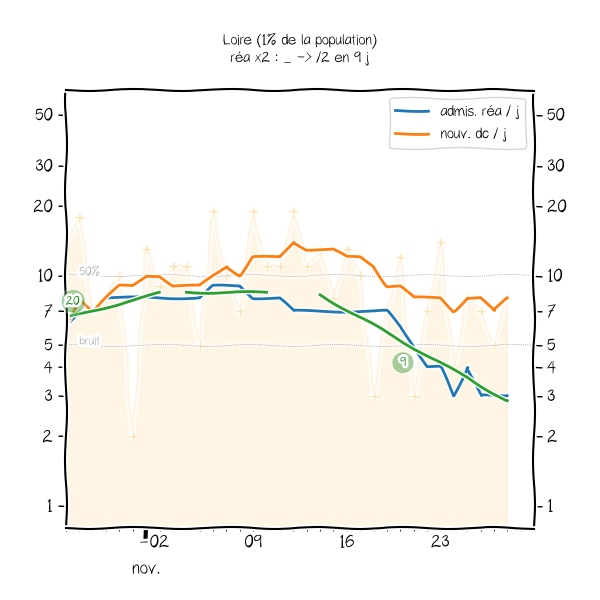 Loire (1% de la population)
réa x2 : _ -> /2 en 9 j
admis. réa / j
nouv. dc / j
50 50
30 30
20 20
10 50% 10
20
7 7
5 bruit 5
9
4 4
3 3
2 2
1 1
02 09 16 23
nov.